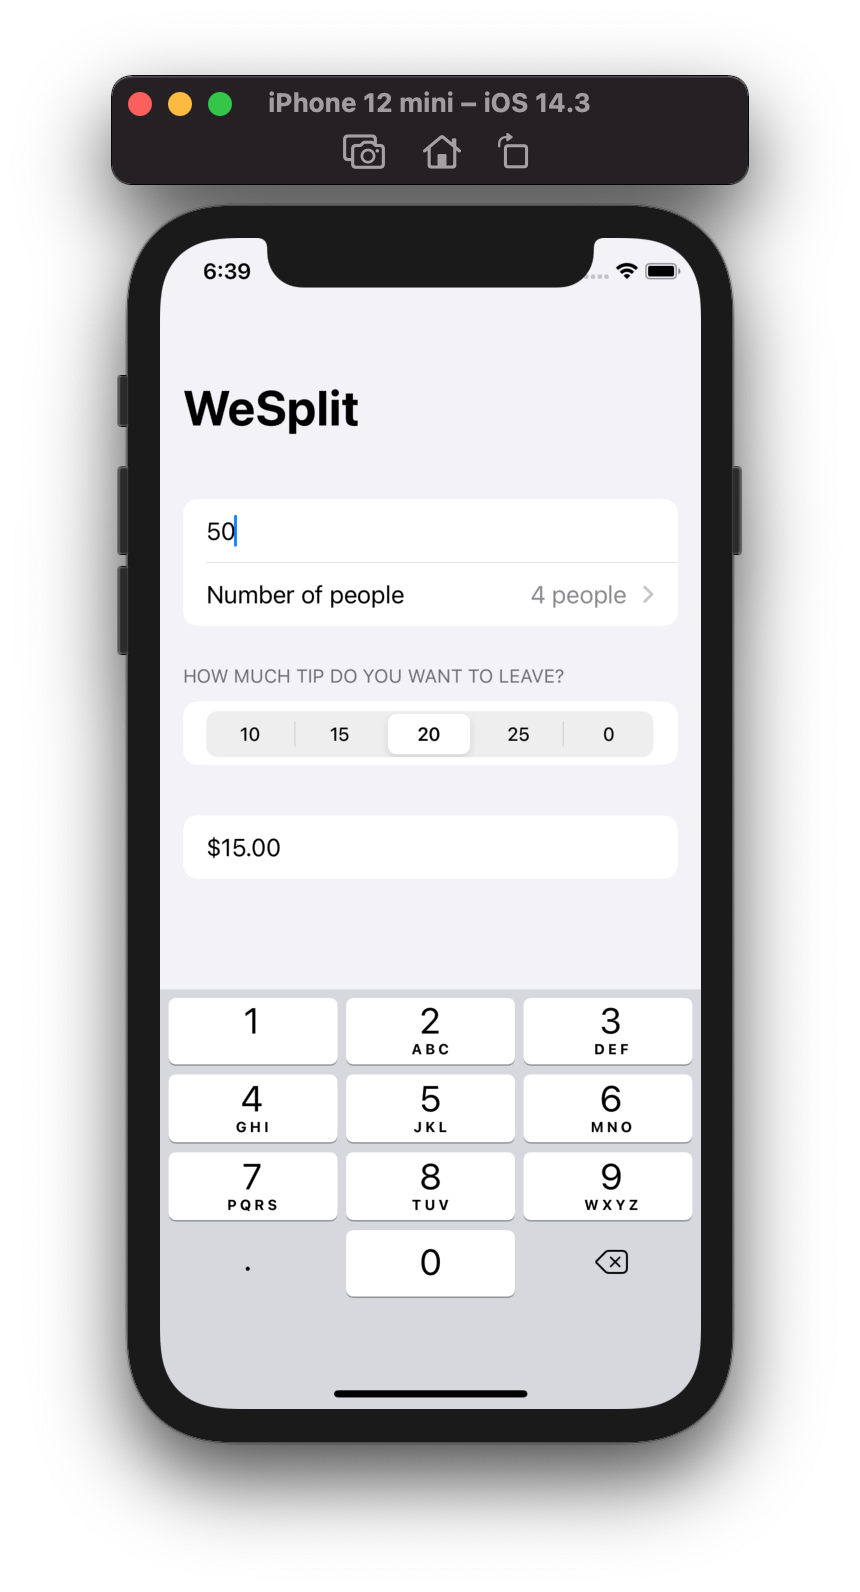 iPhone 12 mini – iOS 14.3
6:39
WeSplit
50
Number of people 4 people
HOW MUCH TIP DO YOU WANT TO LEAVE?
10 15 20 25 0
$15.00
1 2 3
ABC DEF
4 5 6
GHI JKL MNO
7 8 9
PQRS TUV WXYZ
. 0